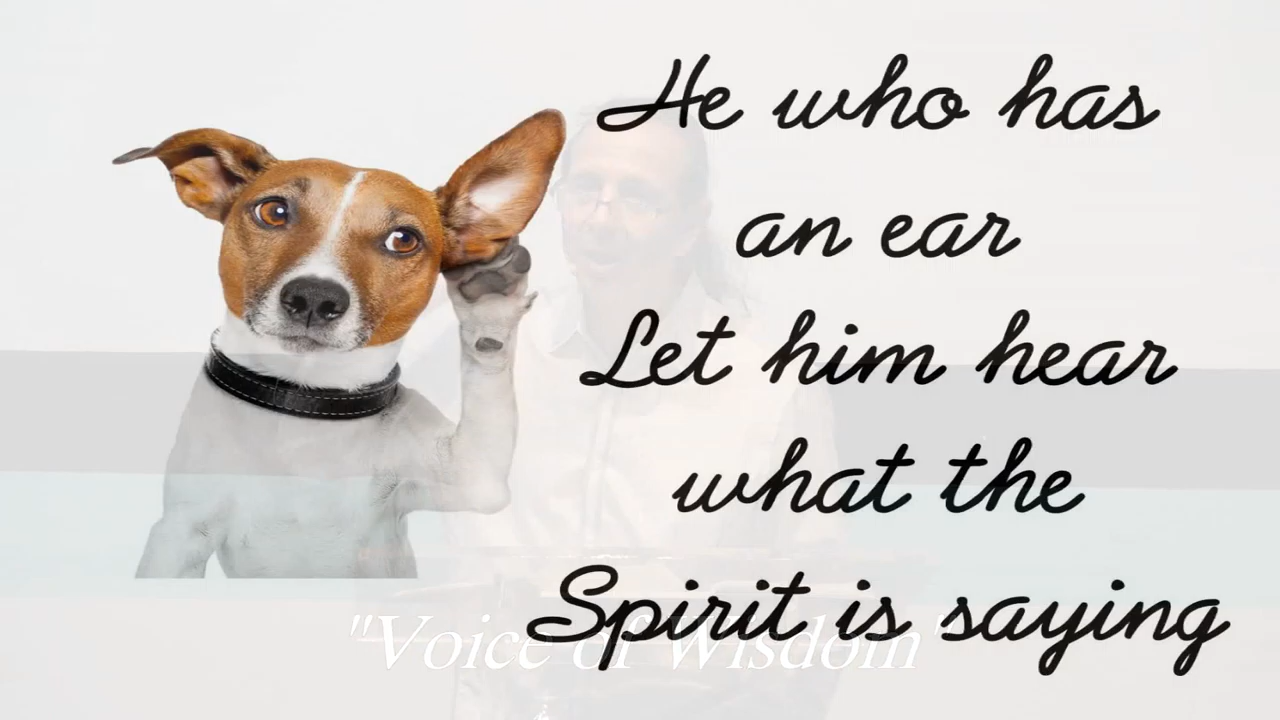 He who has
an ear
Let him hear
what the
Spirit is saying
"Voice of Wisdom"